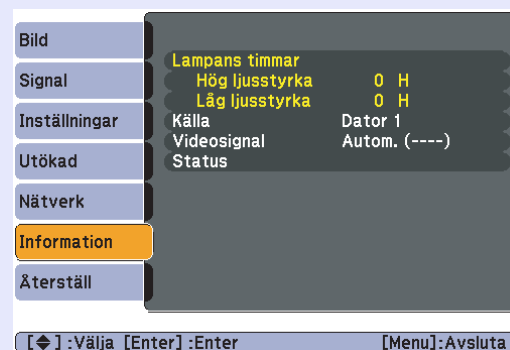 Bild
Signal
Inställningar
Utökad
Nätverk
Information
Återställ
Lampans timmar
Hög ljusstyrka 0 H
Låg ljusstyrka 0 H
Källa Dator 1
Videosignal Autom. (----)
Status
[◆] :Välja [Enter] :Enter [Menu]:Avsluta